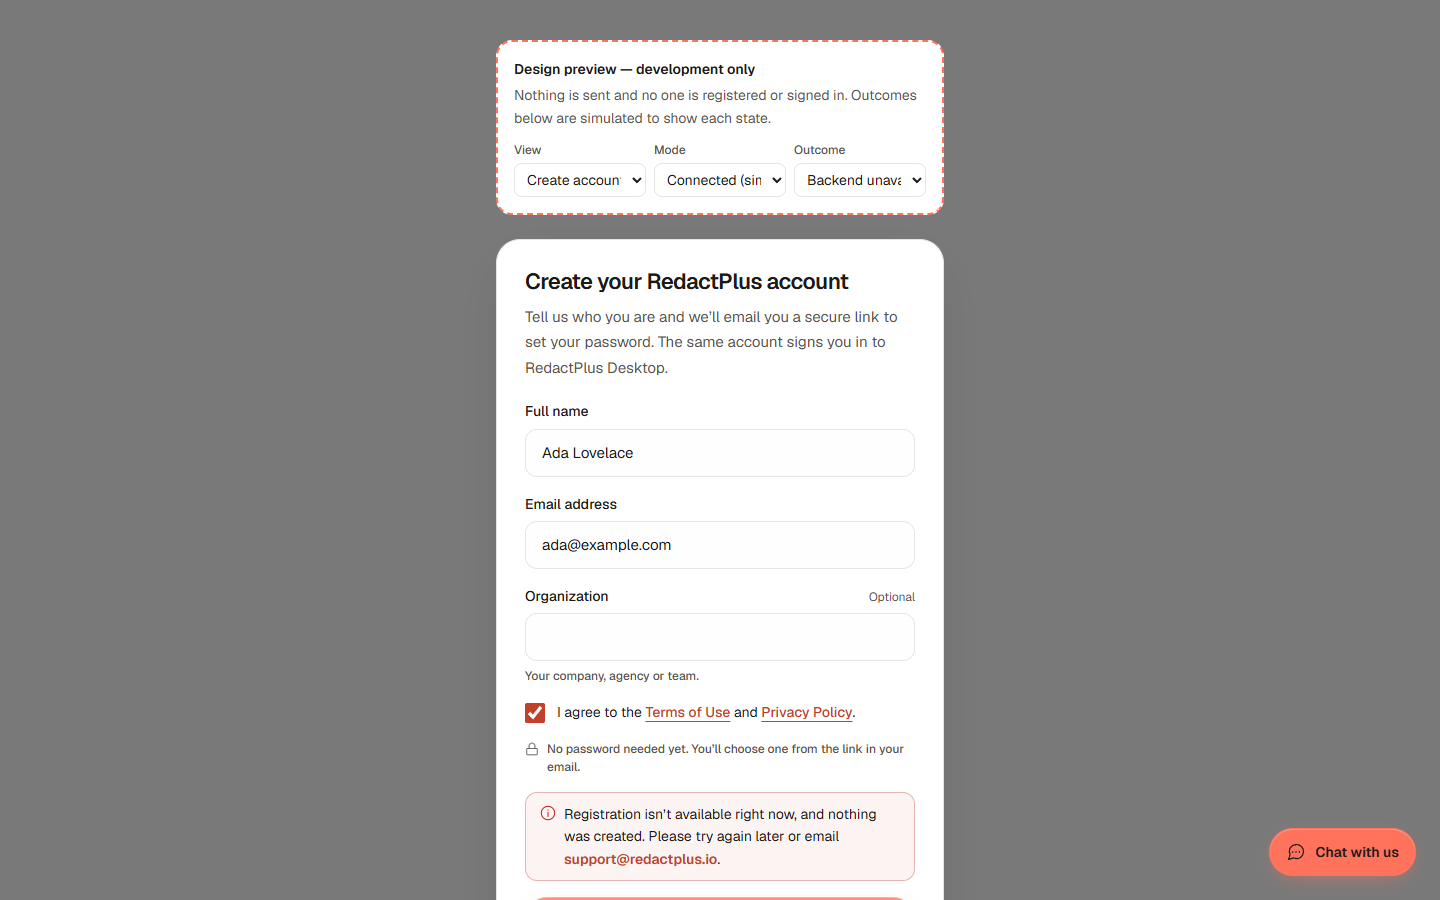 Design preview — development only
Nothing is sent and no one is registered or signed in. Outcomes
below are simulated to show each state.
View Mode Outcome
Create accoun Connected (sin Backend unava
Create your RedactPlus account
Tell us who you are and we’ll email you a secure link to
set your password. The same account signs you in to
RedactPlus Desktop.
Full name
Ada Lovelace
Email address
ada@example.com
Organization Optional
Your company, agency or team.
I agree to the Terms of Use and Privacy Policy.
No password needed yet. You’ll choose one from the link in your
email.
Registration isn’t available right now, and nothing
was created. Please try again later or email
support@redactplus.io.
Chat with us